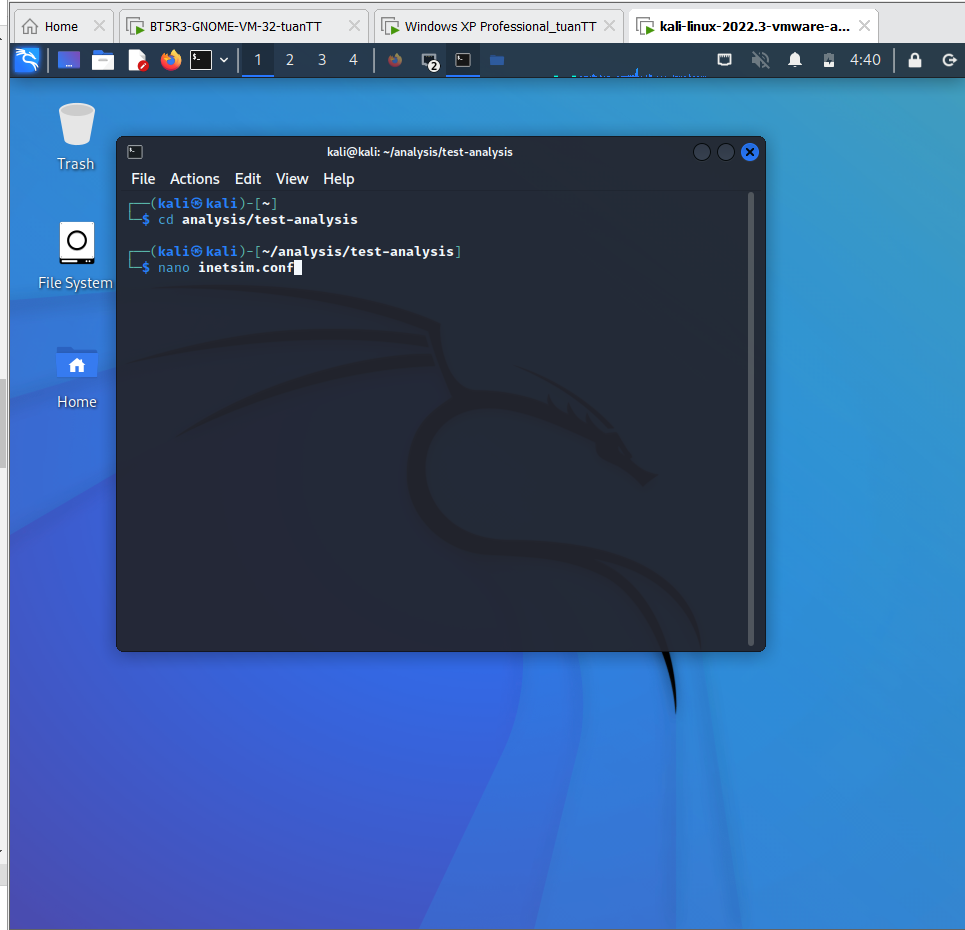 Home
BT5R3-GNOME-VM-32-tuanTT
Windows XP Professional_tuanTT
kali-linux-2022.3-vmware-a...
1 2 3 4
2
4:40
Trash
File System
Home
kali@kali: ~/analysis/test-analysis
File Actions Edit View Help
┌──(kali㉿kali)-[~]
└─$ cd analysis/test-analysis
┌──(kali㉿kali)-[~/analysis/test-analysis]
└─$ nano inetsim.conf